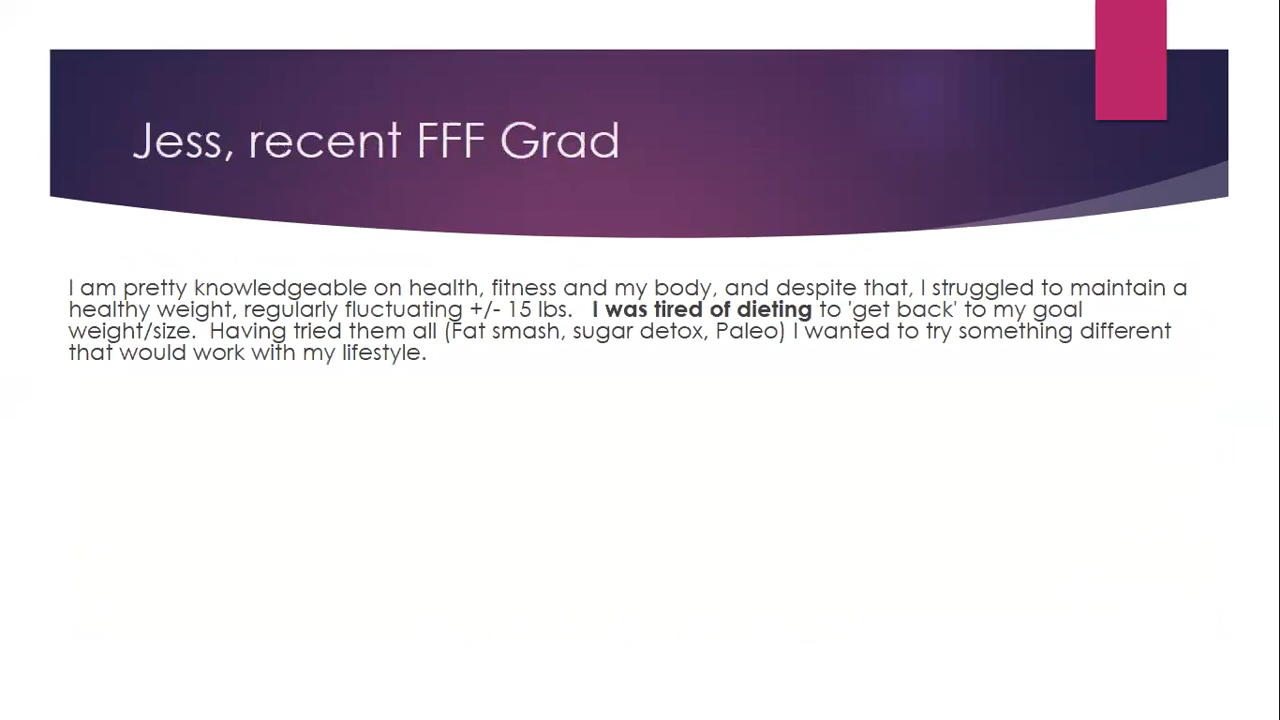 Jess, recent FFF Grad
I am pretty knowledgeable on health, fitness and my body, and despite that, I struggled to maintain a
healthy weight, regularly fluctuating +/- 15 lbs.   I was tired of dieting to 'get back' to my goal
weight/size.  Having tried them all (Fat smash, sugar detox, Paleo) I wanted to try something different
that would work with my lifestyle.